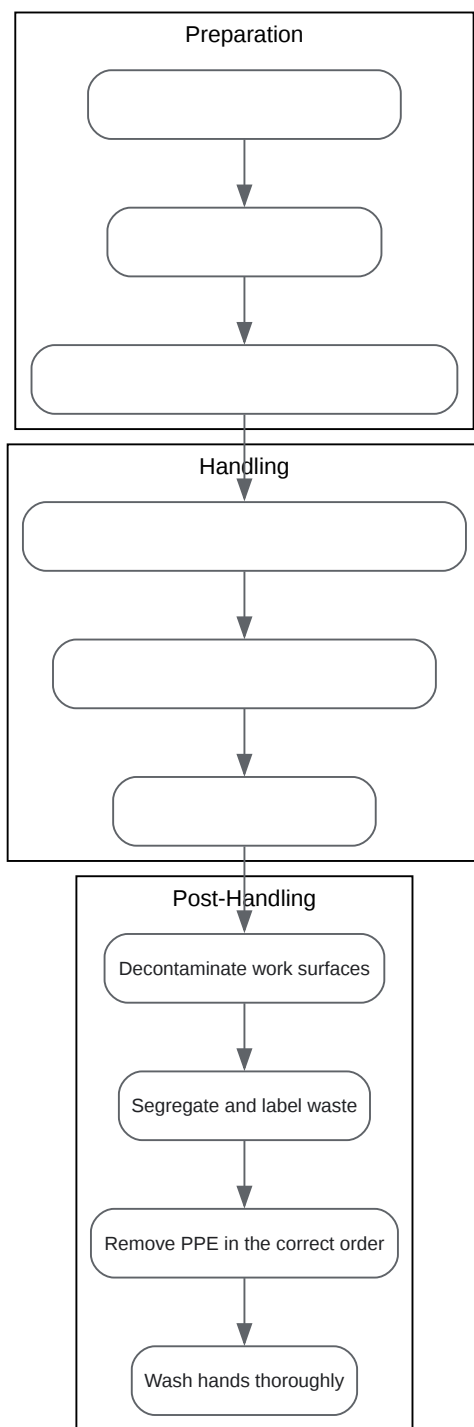 Preparation
Handling
Post-Handling
Decontaminate work surfaces
Segregate and label waste
Remove PPE in the correct order
Wash hands thoroughly